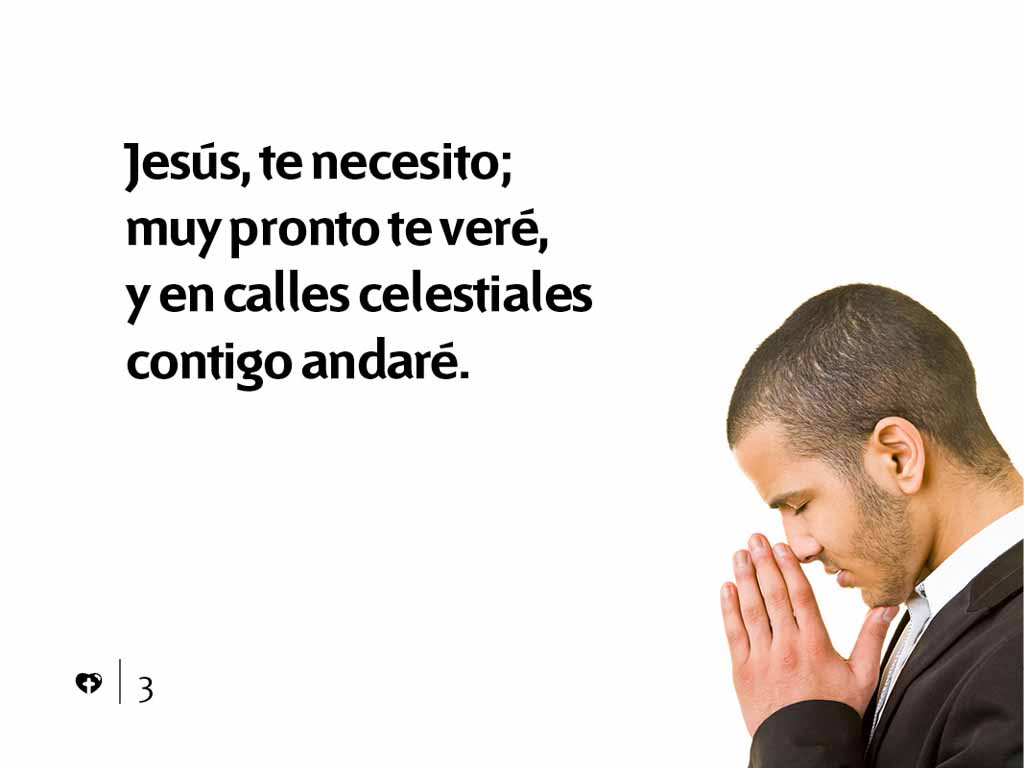 Jesús, te necesito;
muy pronto te veré,
y en calles celestiales
contigo andaré.
3